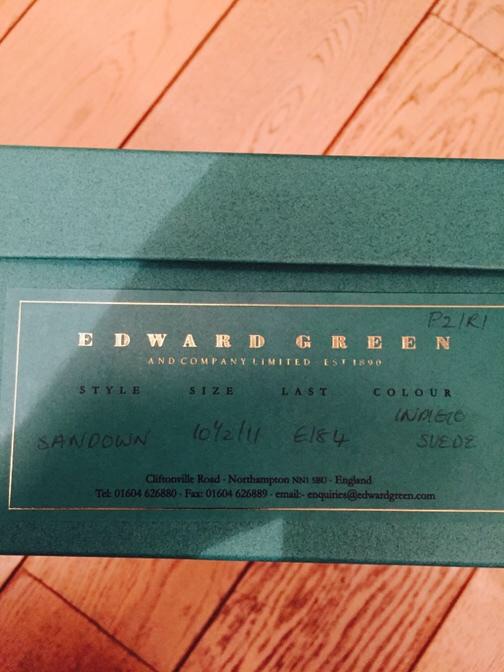 P2/R1
EDWARD GREEN
AND COMPANY LIMITED EST 1890
STYLE SIZE LAST COLOUR
SANDOWN 10½/11 E184 INDIGO
SUEDE
Cliftonville Road - Northampton NN1 5BU - England
Tel: 01604 626880 - Fax: 01604 626889 - email:- enquiries@edwardgreen.com